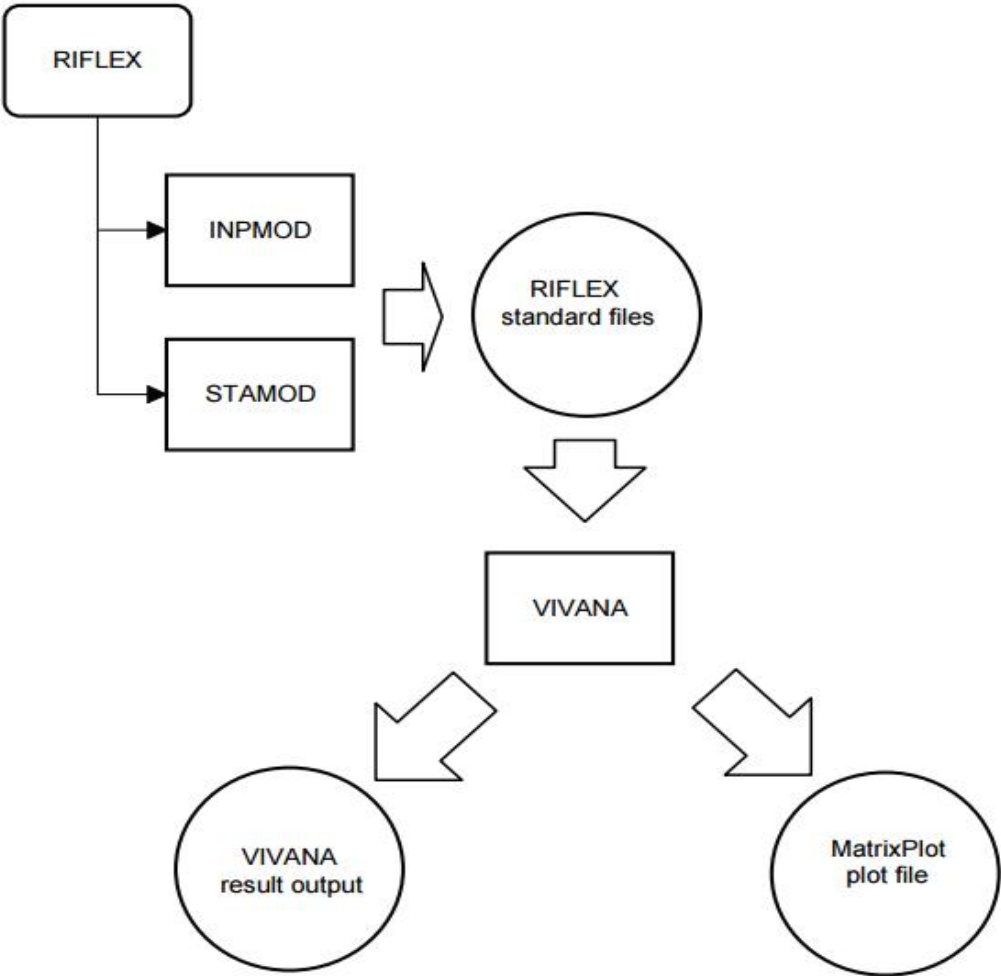 RIFLEX
INPMOD
RIFLEX
standard files
STAMOD
VIVANA
VIVANA
result output
MatrixPlot
plot file